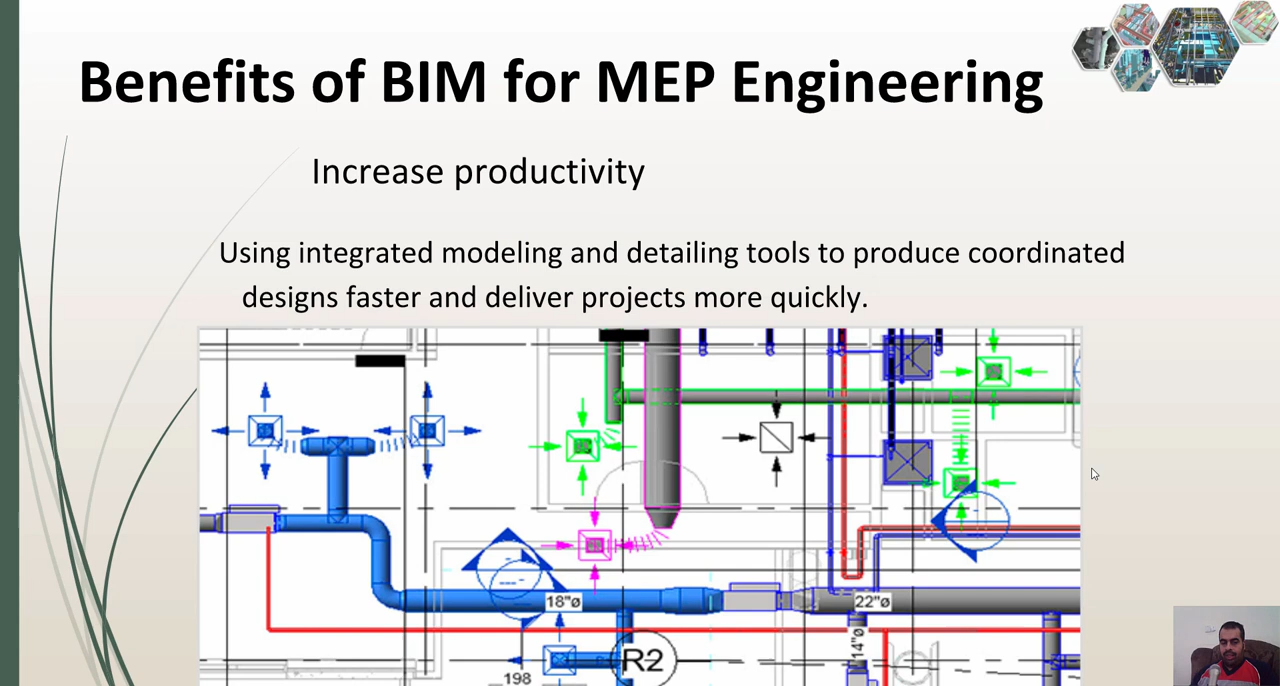 Benefits of BIM for MEP Engineering
Increase productivity
Using integrated modeling and detailing tools to produce coordinated
designs faster and deliver projects more quickly.
18"ø
22"ø
14"ø
R2
198